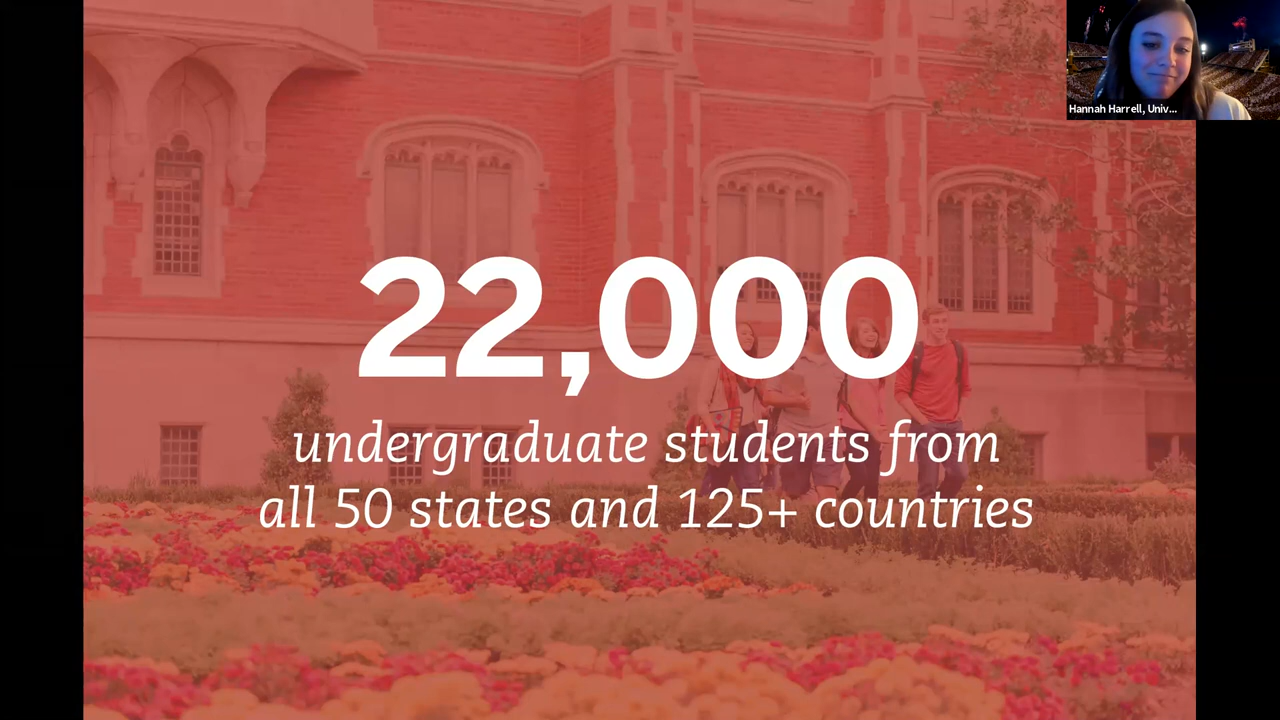 Hannah Harrell, Univ...
22,000
undergraduate students from
all 50 states and 125+ countries